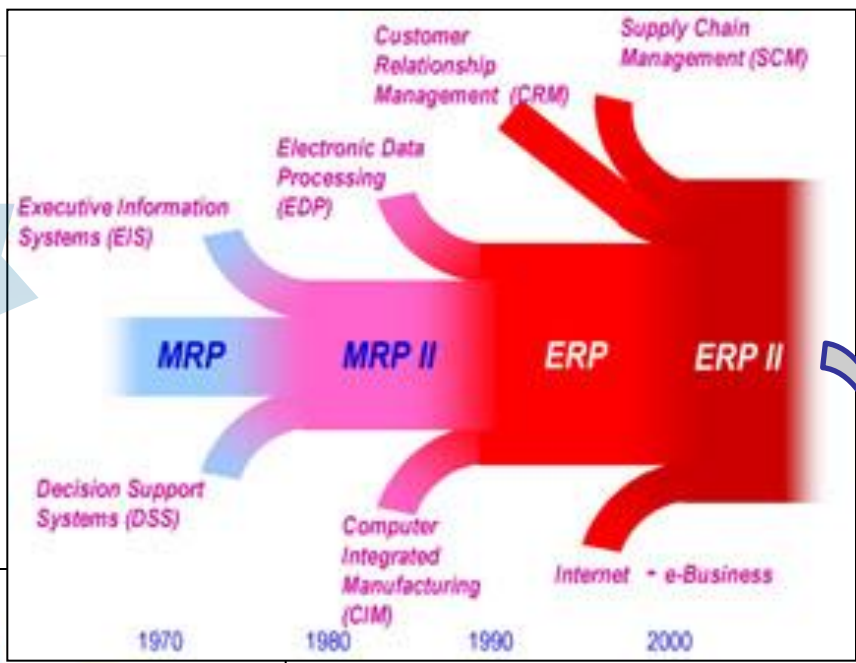 Customer
Relationship
Management (CRM)
Supply Chain
Management (SCM)
Electronic Data
Processing
(EDP)
Executive Information
Systems (EIS)
MRP
MRP II
ERP
ERP II
Decision Support
Systems (DSS)
Computer
Integrated
Manufacturing
(CIM)
Internet - e-Business
1970
1980
1990
2000